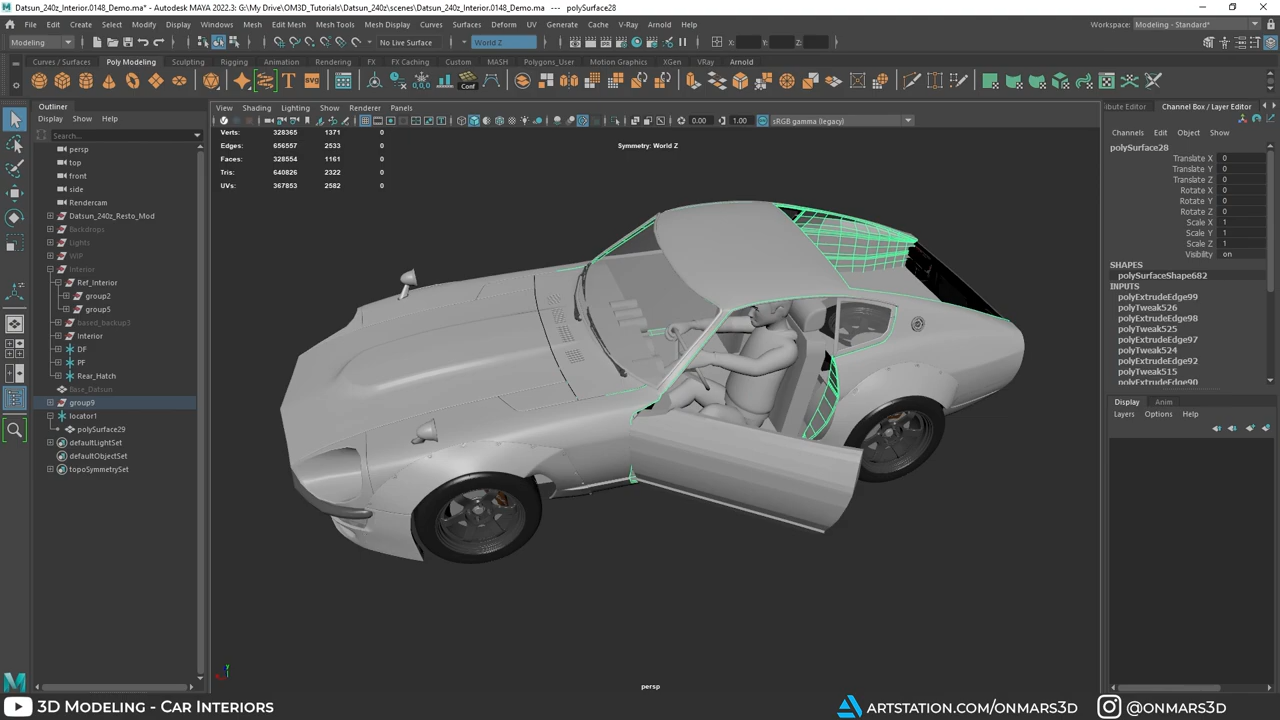 Datsun_240z_Interior.0148_Demo.ma* - Autodesk MAYA 2022.3: G:\My Drive\OM3D_Tutorials\Datsun_240z\scenes\Datsun_240z_Interior.0148_Demo.ma --- polySurface28
File Edit Create Select Modify Display Windows Mesh Edit Mesh Mesh Tools Mesh Display Curves Surfaces Deform UV Generate Cache V-Ray Arnold Help
Workspace: Modeling - Standard*
Modeling
No Live Surface
World Z
X:
Y:
Z:
Curves / Surfaces Poly Modeling Sculpting Rigging Animation Rendering FX FX Caching Custom MASH Polygons_User Motion Graphics XGen VRay Arnold
Conf
Outliner
Display Show Help
Search...
persp
top
front
side
Rendercam
Datsun_240z_Resto_Mod
Backdrops
Lights
WIP
Interior
Ref_Interior
group2
group5
based_backup3
Interior
DF
PF
Rear_Hatch
Base_Datsun
group9
locator1
polySurface29
defaultLightSet
defaultObjectSet
topoSymmetrySet
View Shading Lighting Show Renderer Panels
0.00
1.00
sRGB gamma (legacy)
Verts: 328365 1371 0
Edges: 656557 2533 0
Faces: 328554 1161 0
Tris: 640826 2322 0
UVs: 367853 2582 0
Symmetry: World Z
persp
bute Editor
Channel Box / Layer Editor
Channels Edit Object Show
polySurface28
Translate X 0
Translate Y 0
Translate Z 0
Rotate X 0
Rotate Y 0
Rotate Z 0
Scale X 1
Scale Y 1
Scale Z 1
Visibility on
SHAPES
polySurfaceShape682
INPUTS
polyExtrudeEdge99
polyTweak526
polyExtrudeEdge98
polyTweak525
polyExtrudeEdge97
polyTweak524
polyExtrudeEdge92
polyTweak515
polyExtrudeEdge90
Display Anim
Layers Options Help
3D Modeling - Car Interiors
ARTSTATION.COM/ONMARS3D
@ONMARS3D